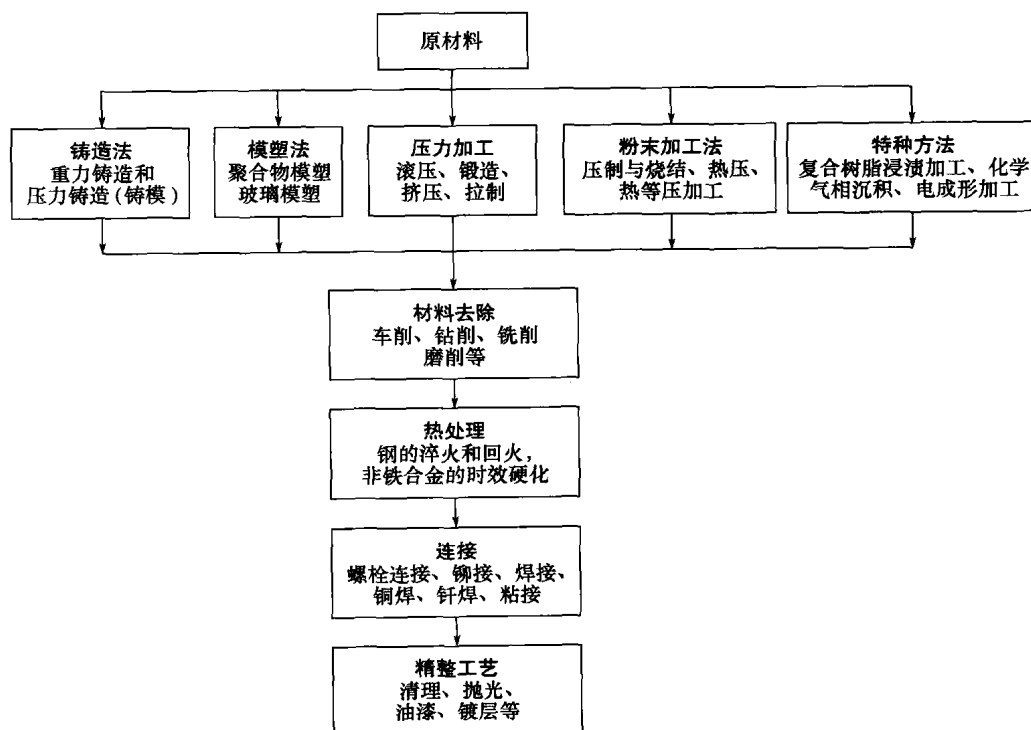 原材料
铸造法
重力铸造和
压力铸造(铸模)
模塑法
聚合物模塑
玻璃模塑
压力加工
滚压、锻造、
挤压、拉制
粉末加工法
压制与烧结、热压、
热等压加工
特种方法
复合树脂浸渍加工、化学
气相沉积、电成形加工
材料去除
车削、钻削、铣削
磨削等
热处理
钢的淬火和回火，
非铁合金的时效硬化
连接
螺栓连接、铆接、焊接、
铜焊、钎焊、粘接
精整工艺
清理、抛光、
油漆、镀层等